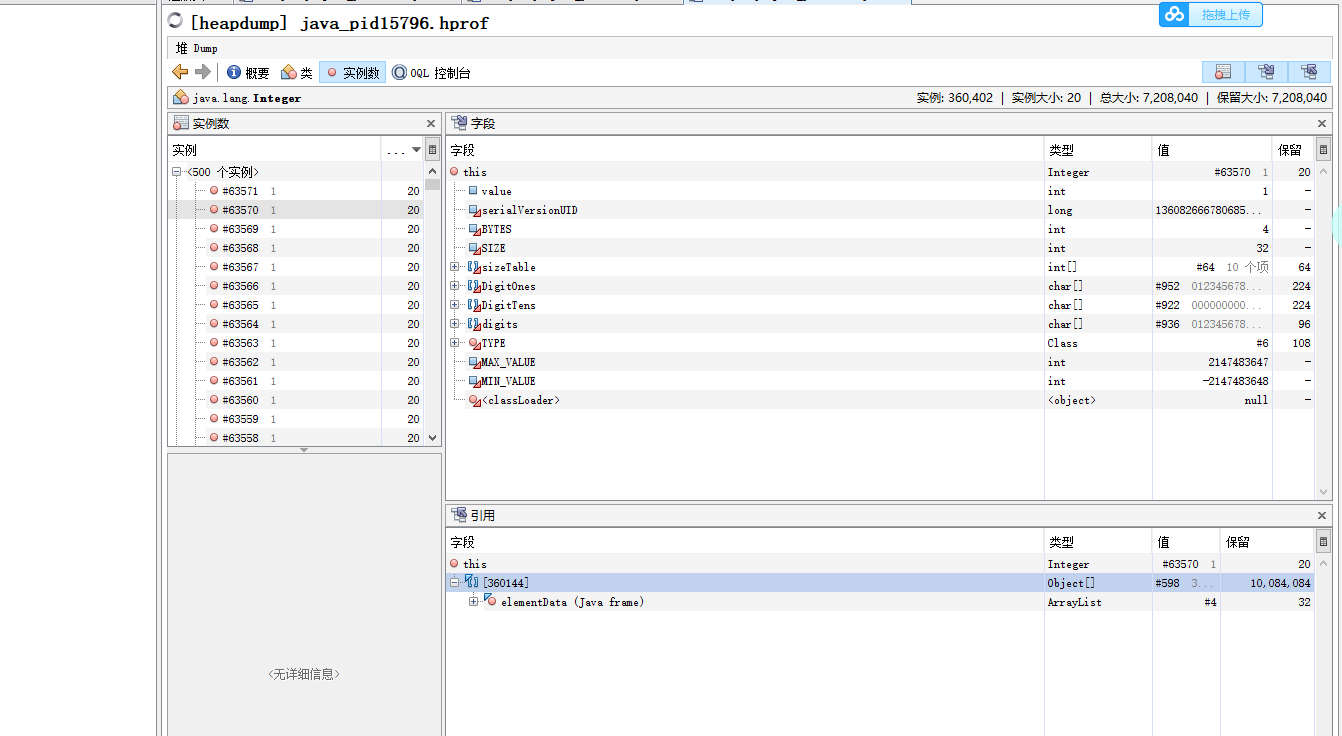 拖拽上传
[heapdump] java_pid15796.hprof
堆 Dump
概要 类 实例数 OQL 控制台
java.lang.Integer 实例: 360,402 | 实例大小: 20 | 总大小: 7,208,040 | 保留大小: 7,208,040
实例数
实例 ...
<500 个实例>
#63571 1 20
#63570 1 20
#63569 1 20
#63568 1 20
#63567 1 20
#63566 1 20
#63565 1 20
#63564 1 20
#63563 1 20
#63562 1 20
#63561 1 20
#63560 1 20
#63559 1 20
#63558 1 20
<无详细信息>
字段
字段 类型 值 保留
this Integer #63570 1 20
value int 1 -
serialVersionUID long 136082666780685... -
BYTES int 4 -
SIZE int 32 -
sizeTable int[] #64 10 个项 64
DigitOnes char[] #952 012345678... 224
DigitTens char[] #922 000000000... 224
digits char[] #936 012345678... 96
TYPE Class #6 108
MAX_VALUE int 2147483647 -
MIN_VALUE int -2147483648 -
<classLoader> <object> null -
引用
字段 类型 值 保留
this Integer #63570 1 20
[360144] Object[] #598 3... 10,084,084
elementData (Java frame) ArrayList #4 32